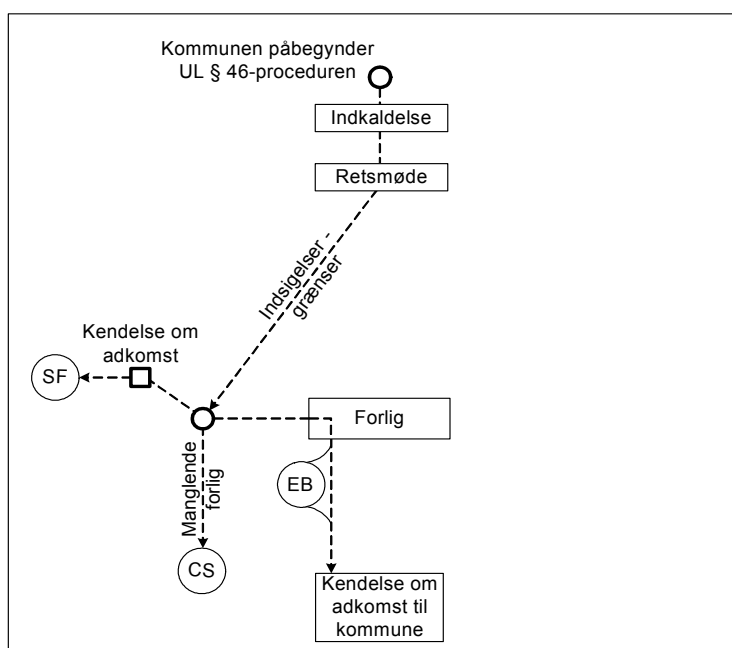 Kommunen påbegynder
UL § 46-proceduren
Indkaldelse
Retsmøde
Indsigelser -
grænser
Kendelse om
adkomst
SF
Forlig
Manglende
forlig
EB
CS
Kendelse om
adkomst til
kommune